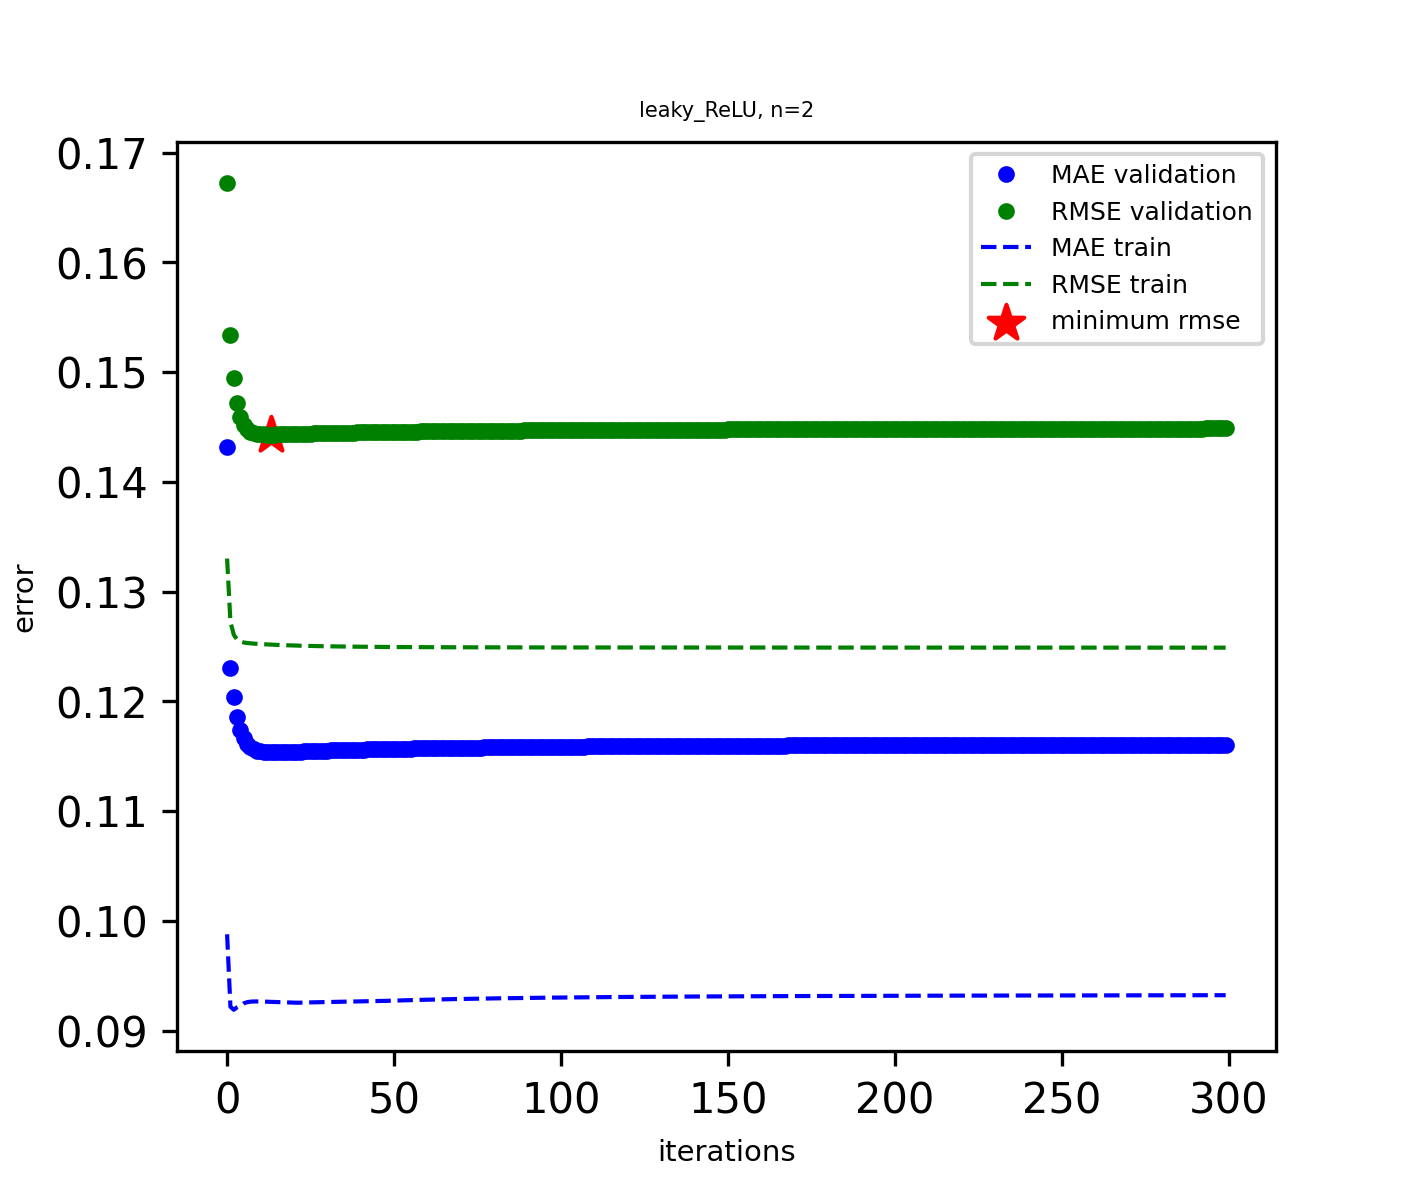 leaky_ReLU, n=2
0.17
0.16
0.15
0.14
0.13
0.12
0.11
0.10
0.09
error
MAE validation
RMSE validation
MAE train
RMSE train
minimum rmse
0 50 100 150 200 250 300
iterations